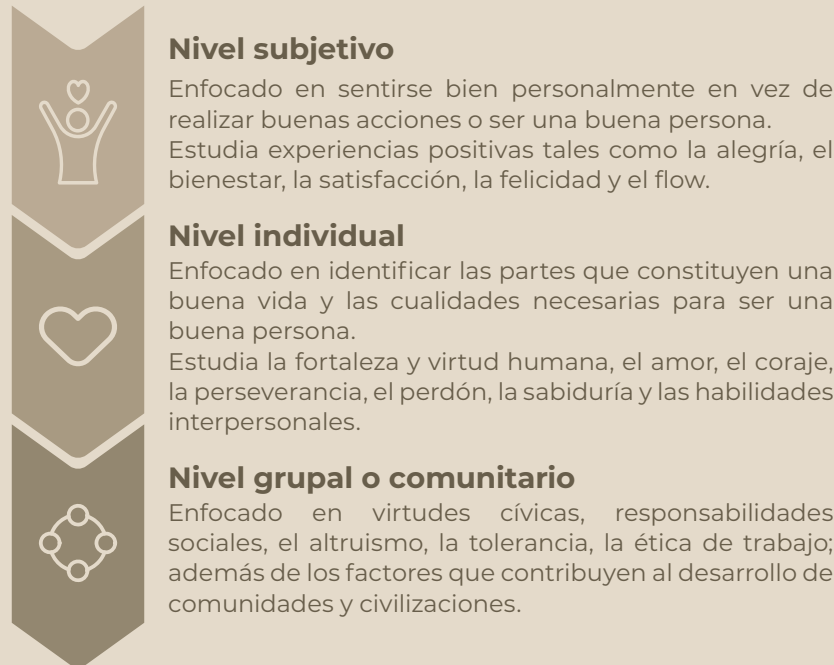 Nivel subjetivo
Enfocado en sentirse bien personalmente en vez de
realizar buenas acciones o ser una buena persona.
Estudia experiencias positivas tales como la alegría, el
bienestar, la satisfacción, la felicidad y el flow.
Nivel individual
Enfocado en identificar las partes que constituyen una
buena vida y las cualidades necesarias para ser una
buena persona.
Estudia la fortaleza y virtud humana, el amor, el coraje,
la perseverancia, el perdón, la sabiduría y las habilidades
interpersonales.
Nivel grupal o comunitario
Enfocado en virtudes cívicas, responsabilidades
sociales, el altruismo, la tolerancia, la ética de trabajo;
además de los factores que contribuyen al desarrollo de
comunidades y civilizaciones.